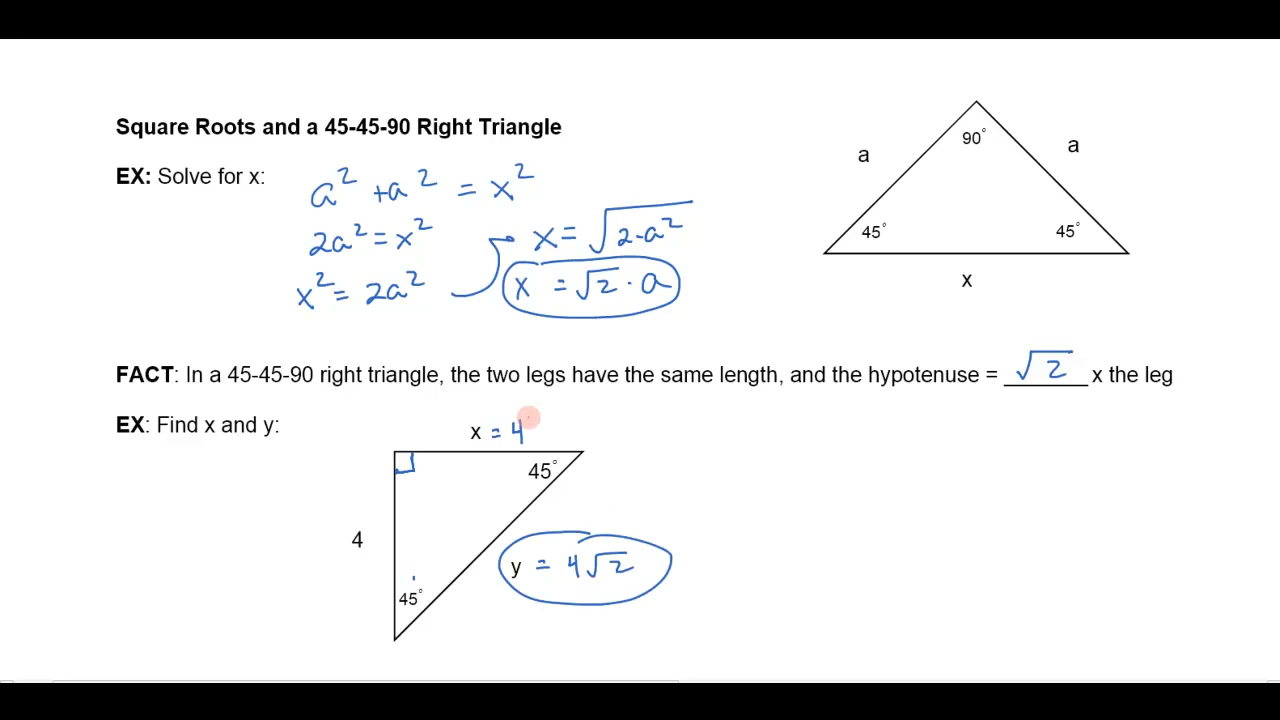 Square Roots and a 45-45-90 Right Triangle
EX: Solve for x:
a² + a² = x²
2a² = x²
x² = 2a²
x = √(2·a²)
x = √2 · a
90°
a
a
45°
45°
x
FACT: In a 45-45-90 right triangle, the two legs have the same length, and the hypotenuse = √2 x the leg
EX: Find x and y:
x = 4
45°
4
45°
y = 4√2